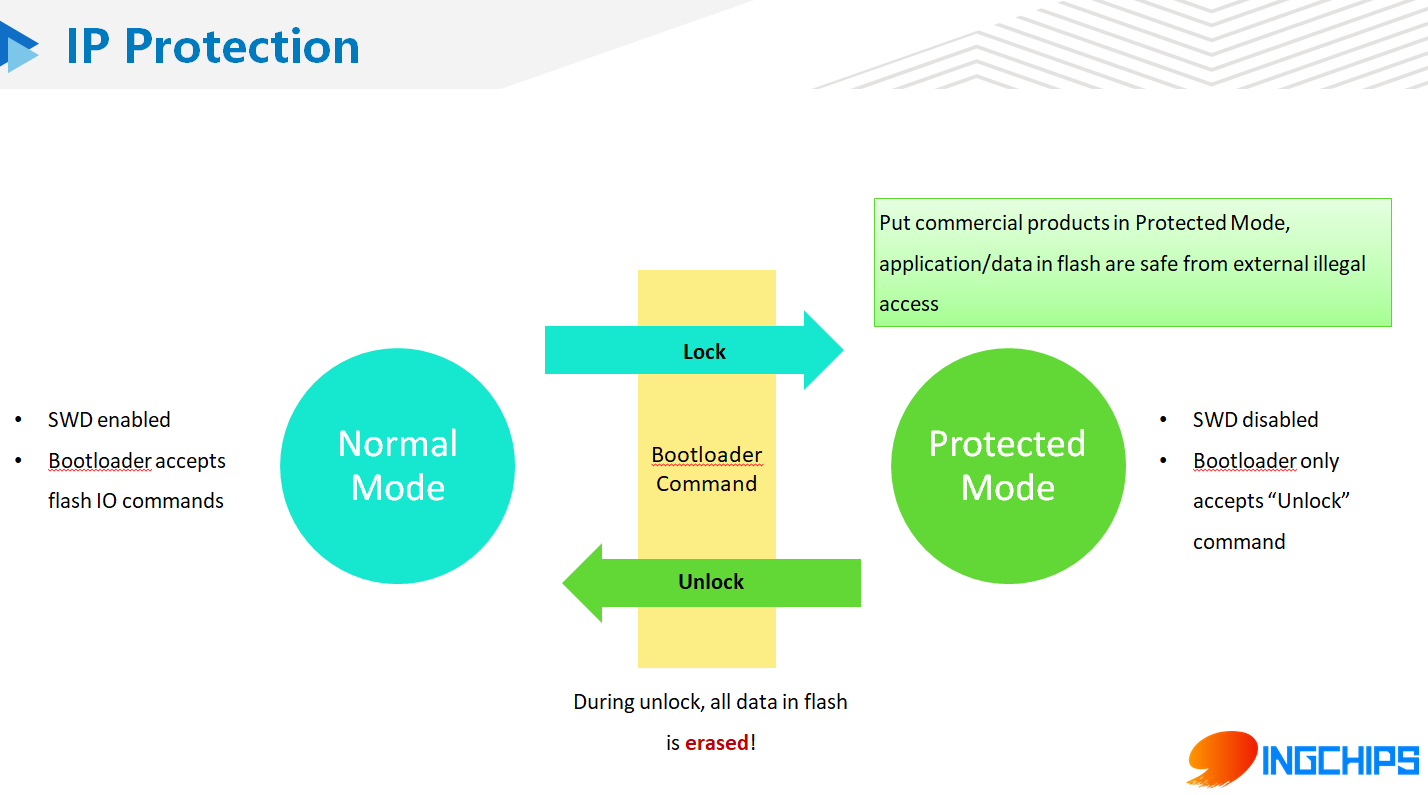 IP Protection
Put commercial products in Protected Mode,
application/data in flash are safe from external illegal
access
Lock
• SWD enabled
• Bootloader accepts
flash IO commands
Normal
Mode
Bootloader
Command
Protected
Mode
• SWD disabled
• Bootloader only
accepts “Unlock”
command
Unlock
During unlock, all data in flash
is erased!
INGCHIPS